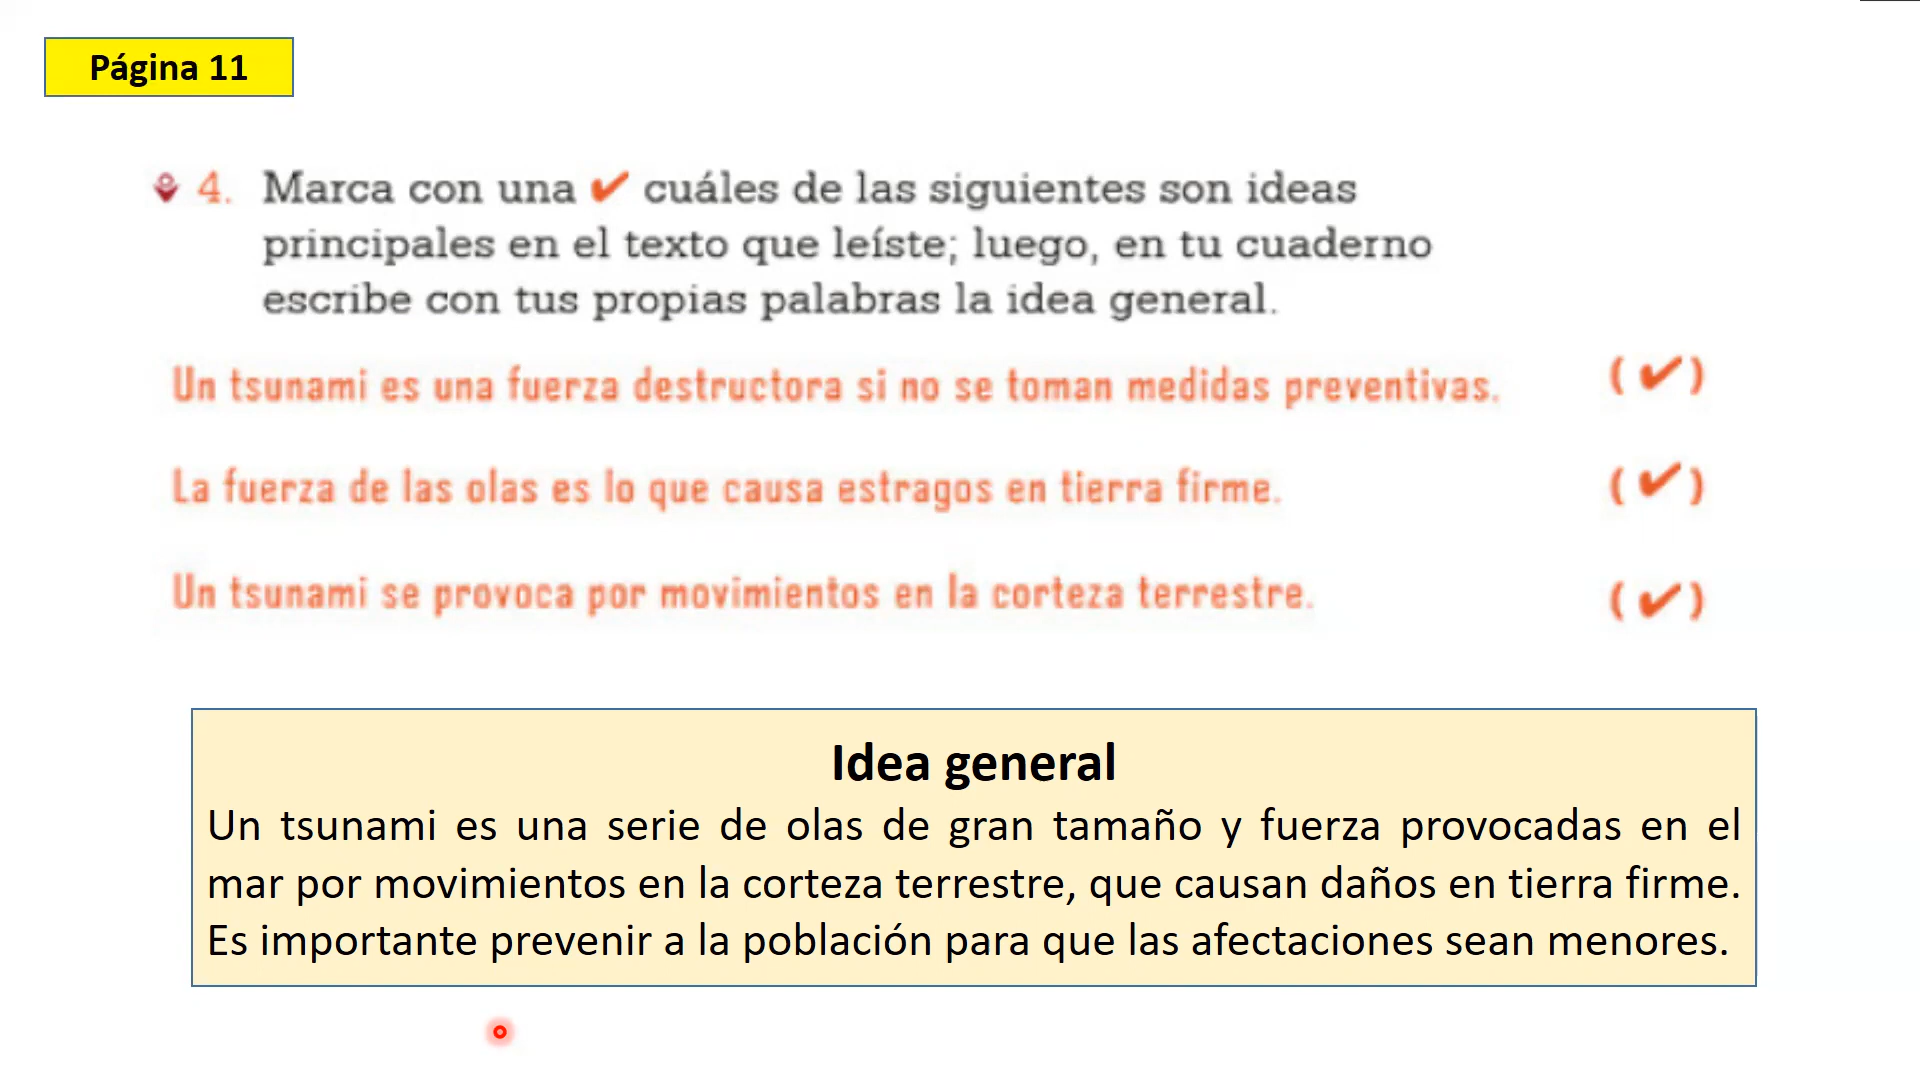 Página 11
4. Marca con una ✔ cuáles de las siguientes son ideas
principales en el texto que leíste; luego, en tu cuaderno
escribe con tus propias palabras la idea general.
Un tsunami es una fuerza destructora si no se toman medidas preventivas. (✔)
La fuerza de las olas es lo que causa estragos en tierra firme. (✔)
Un tsunami se provoca por movimientos en la corteza terrestre. (✔)
Idea general
Un tsunami es una serie de olas de gran tamaño y fuerza provocadas en el
mar por movimientos en la corteza terrestre, que causan daños en tierra firme.
Es importante prevenir a la población para que las afectaciones sean menores.